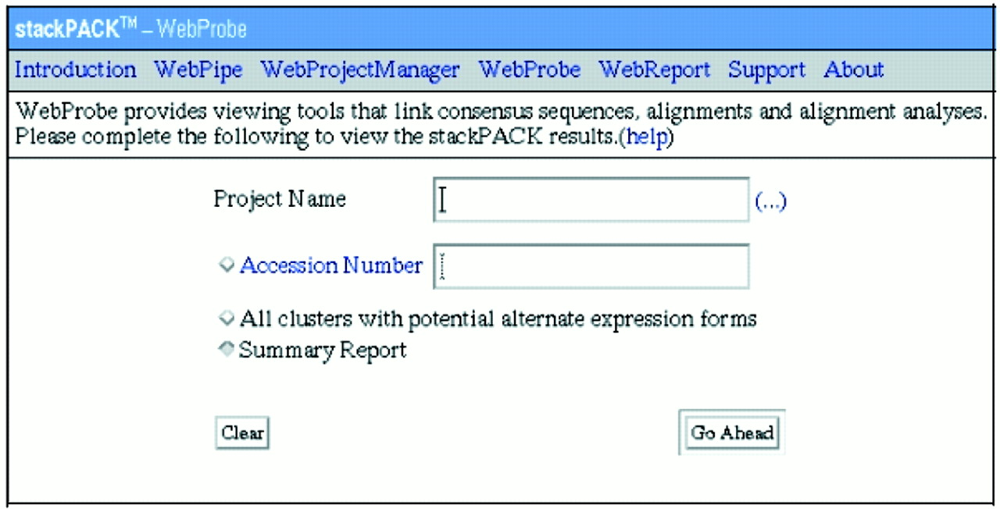 stackPACK™ – WebProbe
Introduction WebPipe WebProjectManager WebProbe WebReport Support About
WebProbe provides viewing tools that link consensus sequences, alignments and alignment analyses.
Please complete the following to view the stackPACK results.(help)
Project Name (...)
Accession Number
All clusters with potential alternate expression forms
Summary Report
Clear Go Ahead